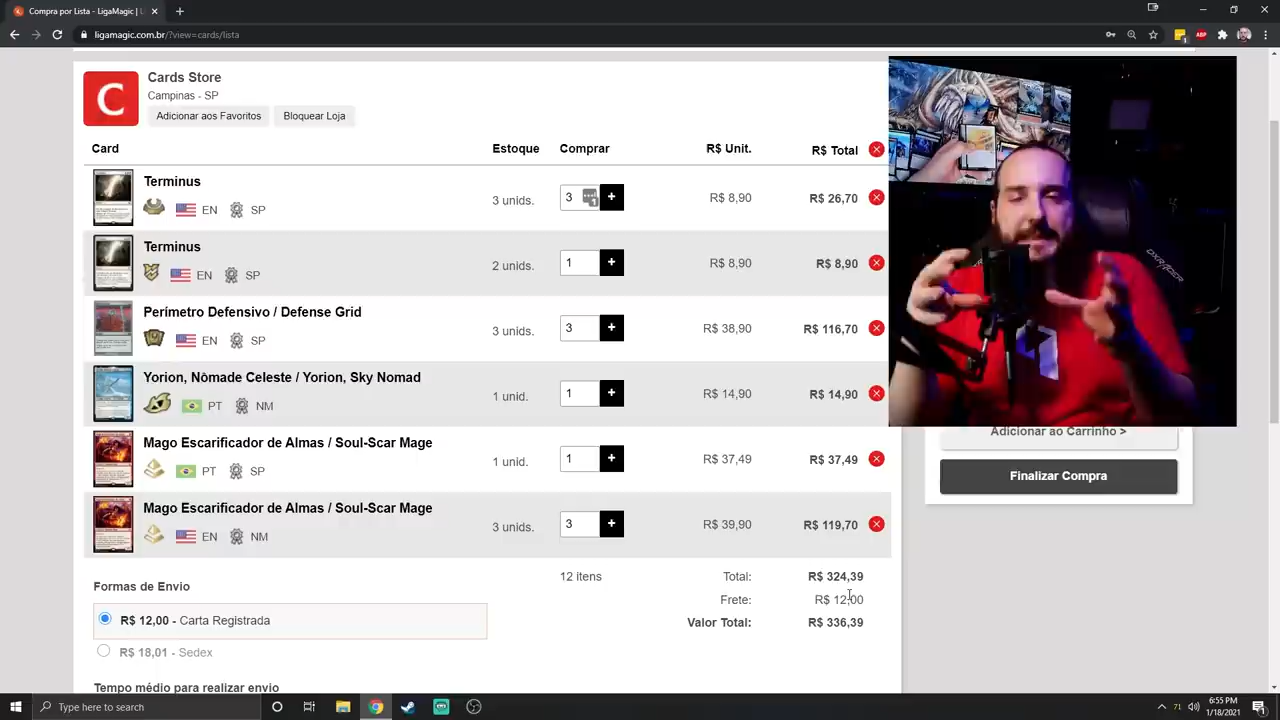 Compra por Lista - LigaMagic | M
ligamagic.com.br/?view=cards/lista
C
Cards Store
Campinas - SP
Adicionar aos Favoritos
Bloquear Loja
Card
Estoque
Comprar
R$ Unit.
R$ Total
Terminus
EN
SP
3 unids.
3
+
R$ 8,90
R$ 26,70
Terminus
EN
SP
2 unids.
1
+
R$ 8,90
R$ 8,90
Perímetro Defensivo / Defense Grid
EN
SP
3 unids.
3
+
R$ 38,90
R$ 116,70
Yorion, Nômade Celeste / Yorion, Sky Nomad
PT
NM
1 unid.
1
+
R$ 14,90
R$ 14,90
Mago Escarificador de Almas / Soul-Scar Mage
PT
SP
1 unid.
1
+
R$ 37,49
R$ 37,49
Mago Escarificador de Almas / Soul-Scar Mage
EN
NM
3 unids.
3
+
R$ 39,90
R$ 119,70
Adicionar ao Carrinho >
Finalizar Compra
12 itens
Total:
R$ 324,39
Frete:
R$ 12,00
Valor Total:
R$ 336,39
Formas de Envio
R$ 12,00 - Carta Registrada
R$ 18,01 - Sedex
Tempo médio para realizar envio
Type here to search
71
6:55 PM
1/18/2021